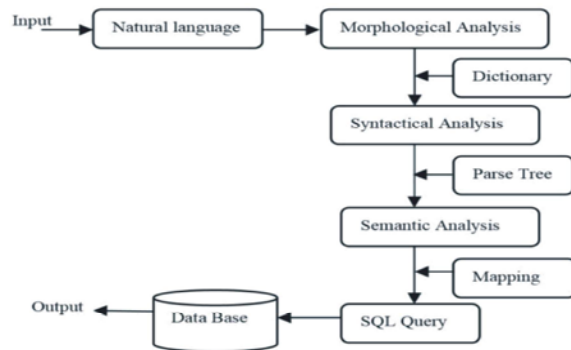 Input
Natural language
Morphological Analysis
Dictionary
Syntactical Analysis
Parse Tree
Semantic Analysis
Mapping
Output
Data Base
SQL Query